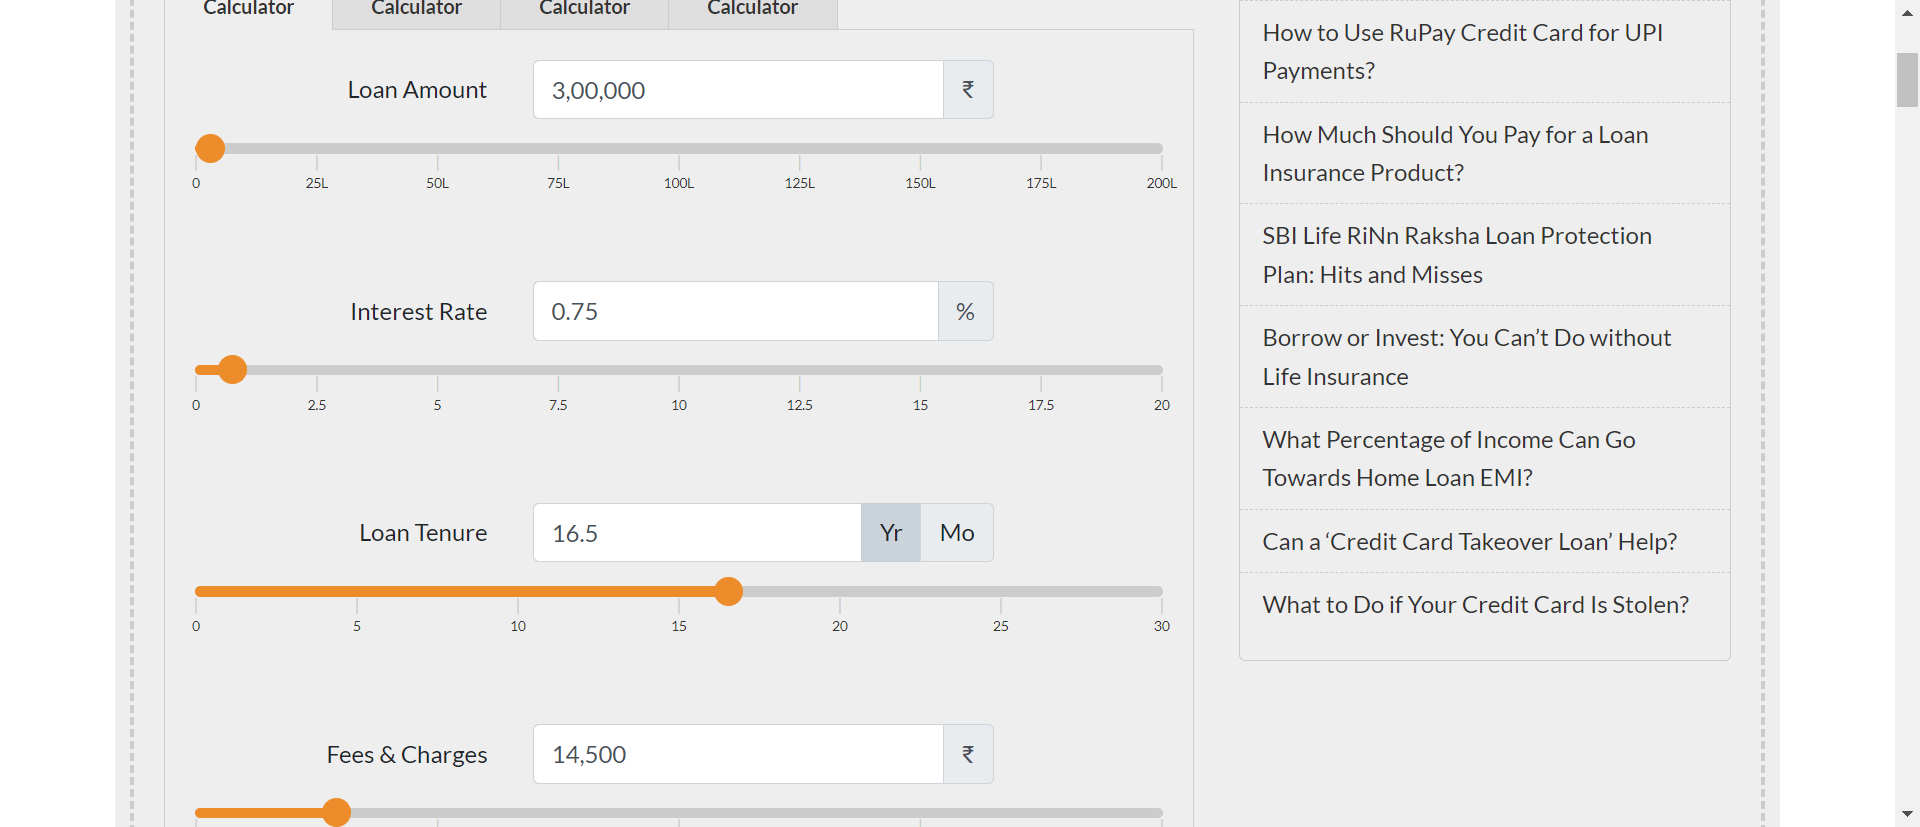 Calculator Calculator Calculator Calculator
Loan Amount 3,00,000 ₹
0 25L 50L 75L 100L 125L 150L 175L 200L
Interest Rate 0.75 %
0 2.5 5 7.5 10 12.5 15 17.5 20
Loan Tenure 16.5 Yr Mo
0 5 10 15 20 25 30
Fees & Charges 14,500 ₹
How to Use RuPay Credit Card for UPI
Payments?
How Much Should You Pay for a Loan
Insurance Product?
SBI Life RiNn Raksha Loan Protection
Plan: Hits and Misses
Borrow or Invest: You Can’t Do without
Life Insurance
What Percentage of Income Can Go
Towards Home Loan EMI?
Can a ‘Credit Card Takeover Loan’ Help?
What to Do if Your Credit Card Is Stolen?